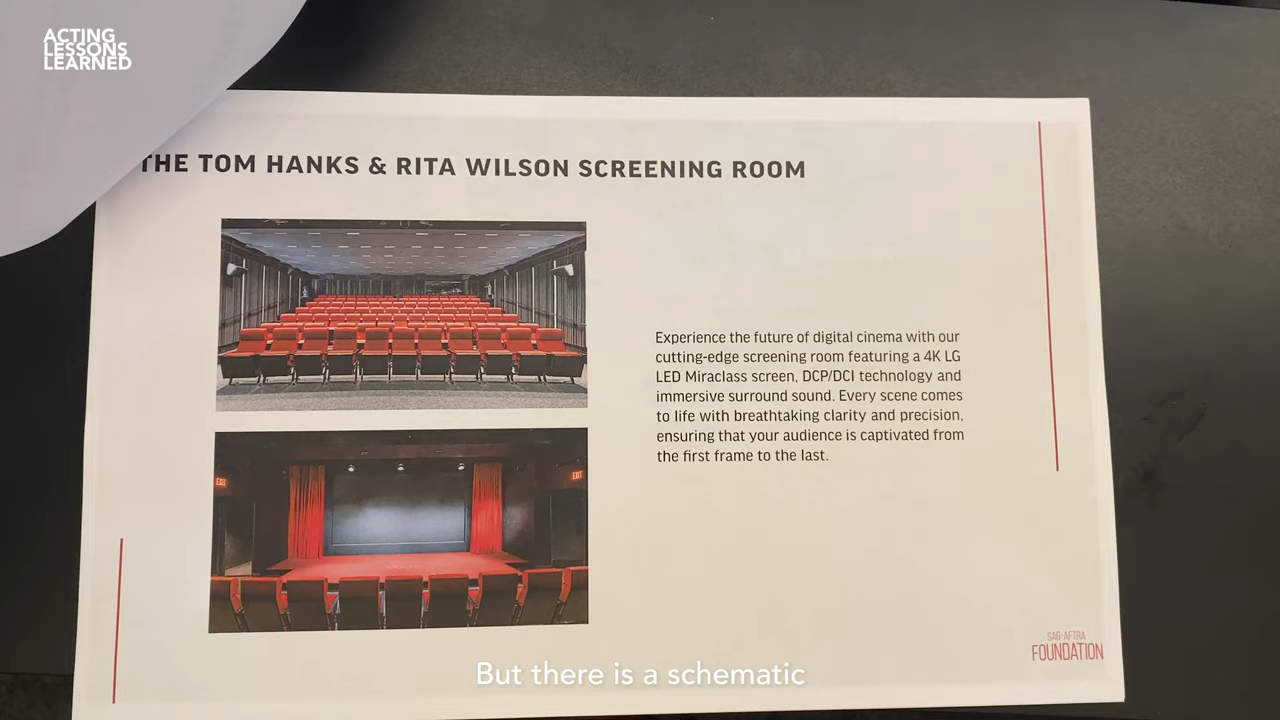 ACTING
LESSONS
LEARNED
THE TOM HANKS & RITA WILSON SCREENING ROOM
Experience the future of digital cinema with our
cutting-edge screening room featuring a 4K LG
LED Miraclass screen, DCP/DCI technology and
immersive surround sound. Every scene comes
to life with breathtaking clarity and precision,
ensuring that your audience is captivated from
the first frame to the last.
EXIT
EXIT
SAG-AFTRA
FOUNDATION
But there is a schematic